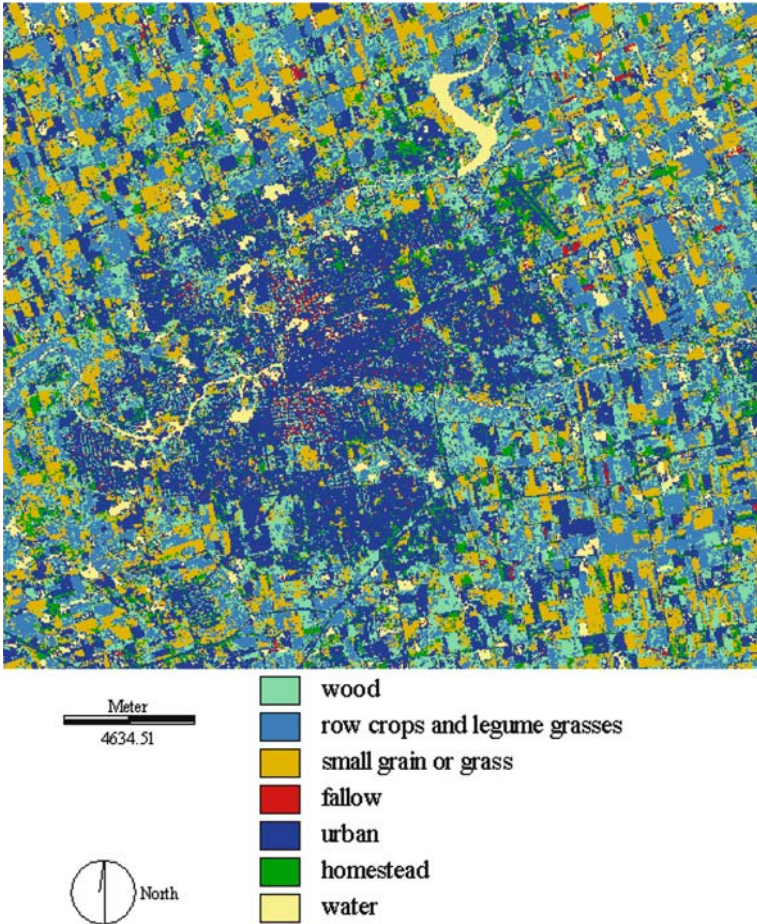 wood
Meter
row crops and legume grasses
4634.51
small grain or grass
fallow
urban
homestead
North
water